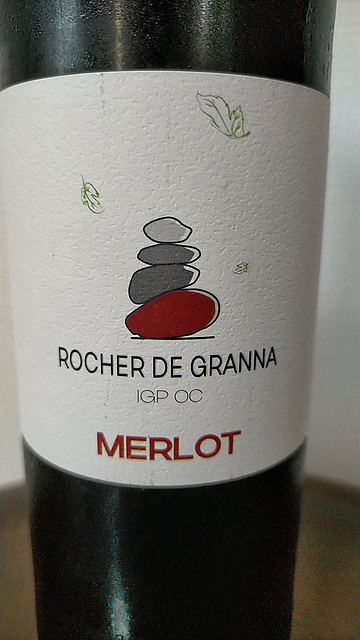 ROCHER DE GRANNA
IGP OC
MERLOT